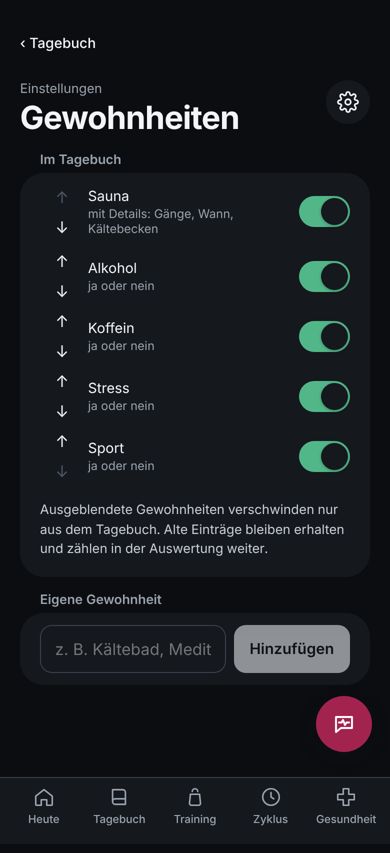 ‹ Tagebuch
Einstellungen
Gewohnheiten
Im Tagebuch
Sauna
mit Details: Gänge, Wann,
Kältebecken
Alkohol
ja oder nein
Koffein
ja oder nein
Stress
ja oder nein
Sport
ja oder nein
Ausgeblendete Gewohnheiten verschwinden nur
aus dem Tagebuch. Alte Einträge bleiben erhalten
und zählen in der Auswertung weiter.
Eigene Gewohnheit
z. B. Kältebad, Medit
Hinzufügen
Heute
Tagebuch
Training
Zyklus
Gesundheit